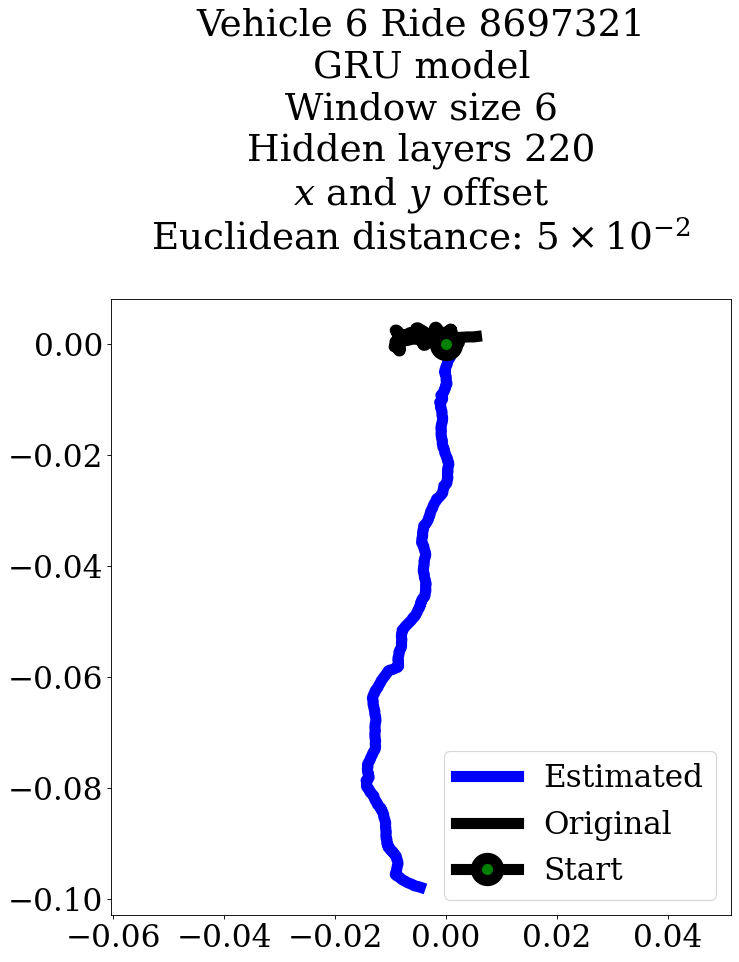 Vehicle 6 Ride 8697321
GRU model
Window size 6
Hidden layers 220
x and y offset
Euclidean distance: 5 × 10⁻²
0.00
−0.02
−0.04
−0.06
−0.08
−0.10
Estimated
Original
Start
−0.06 −0.04 −0.02 0.00 0.02 0.04